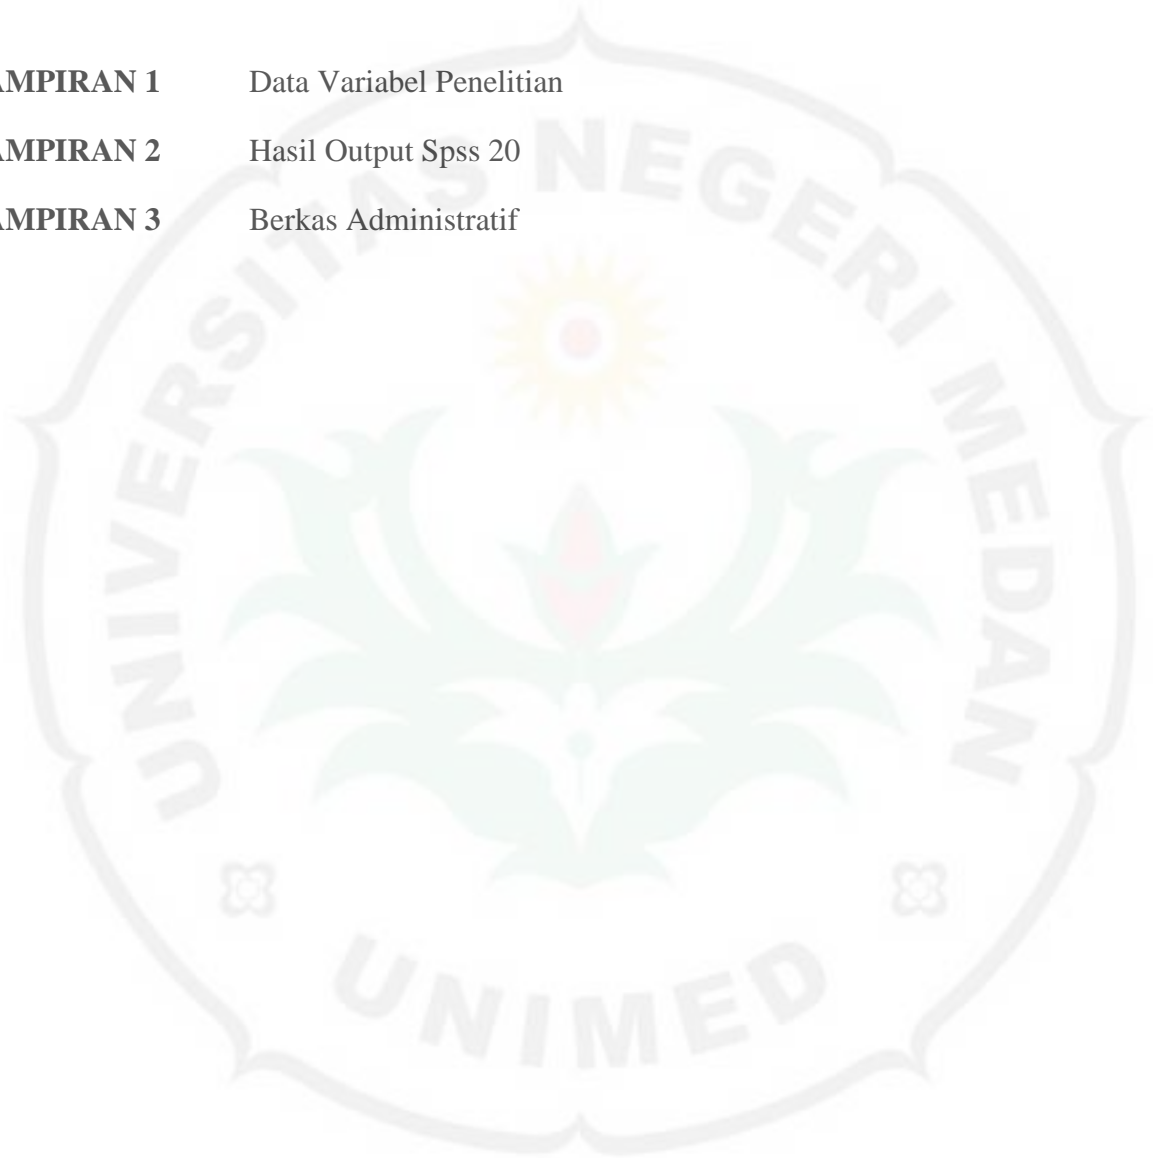 AMPIRAN 1 Data Variabel Penelitian
AMPIRAN 2 Hasil Output Spss 20
AMPIRAN 3 Berkas Administratif
UNIVERSITAS NEGERI MEDAN
UNIMED